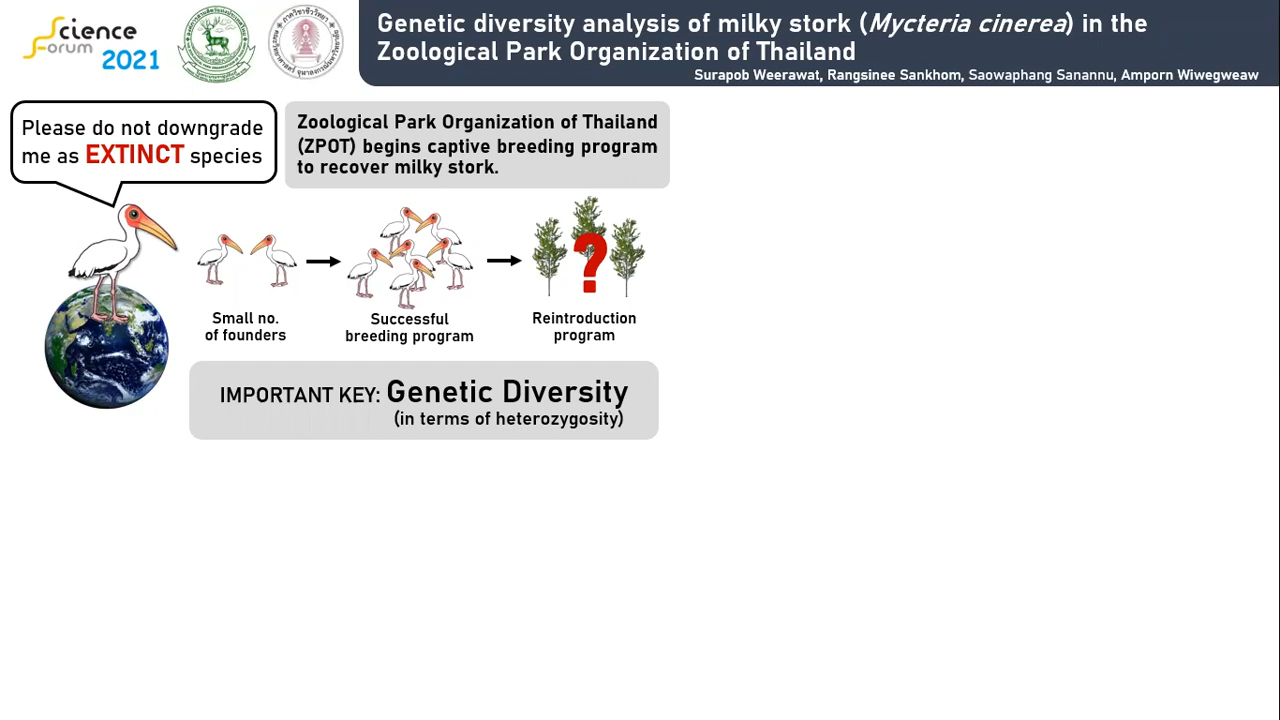 Science
Forum
2021
Genetic diversity analysis of milky stork (Mycteria cinerea) in the
Zoological Park Organization of Thailand
Surapob Weerawat, Rangsinee Sankhom, Saowaphang Sanannu, Amporn Wiwegweaw
Please do not downgrade
me as EXTINCT species
Zoological Park Organization of Thailand
(ZPOT) begins captive breeding program
to recover milky stork.
?
Small no.
of founders
Successful
breeding program
Reintroduction
program
IMPORTANT KEY: Genetic Diversity
(in terms of heterozygosity)